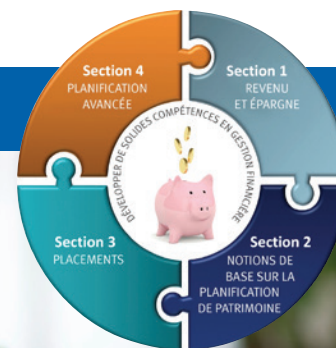 Section 4
PLANIFICATION
AVANCÉE
Section 1
REVENU
ET ÉPARGNE
DÉVELOPPER DE SOLIDES COMPÉTENCES EN GESTION FINANCIÈRE
Section 3
PLACEMENTS
Section 2
NOTIONS DE
BASE SUR LA
PLANIFICATION
DE PATRIMOINE